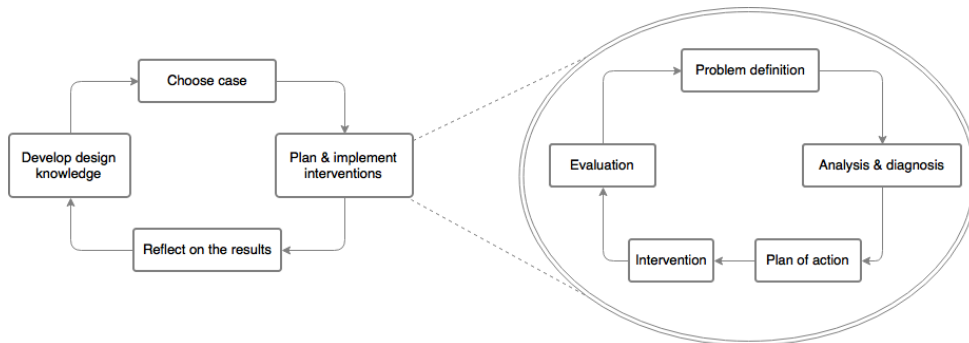 Choose case
Develop design
knowledge
Plan & implement
interventions
Reflect on the results
Problem definition
Evaluation
Analysis & diagnosis
Intervention
Plan of action